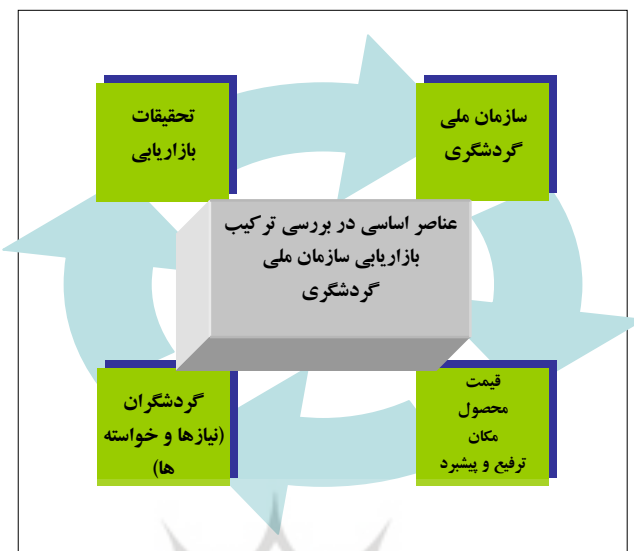 سازمان ملی
گردشگری
تحقیقات
بازاریابی
عناصر اساسی در بررسی ترکیب
بازاریابی سازمان ملی
گردشگری
قیمت
محصول
مکان
ترفیع و پیشبرد
گردشگران
(نیازها و خواسته
ها)